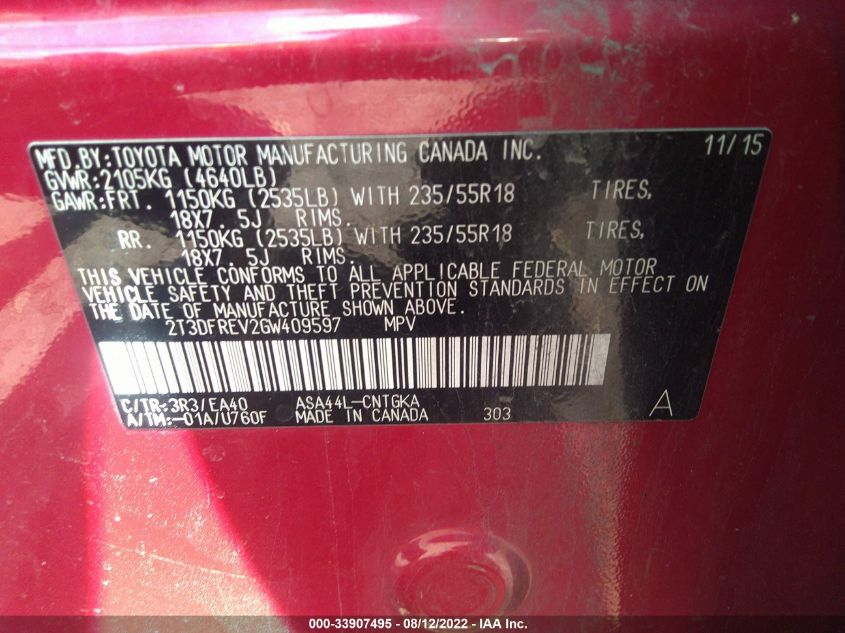 MFD.BY:TOYOTA MOTOR MANUFACTURING CANADA INC. 11/15
GVWR:2105KG (4640LB)
GAWR:FRT. 1150KG (2535LB) WITH 235/55R18 TIRES,
18X7.5J RIMS.
RR. 1150KG (2535LB) WITH 235/55R18 TIRES,
18X7.5J RIMS.
THIS VEHICLE CONFORMS TO ALL APPLICABLE FEDERAL MOTOR
VEHICLE SAFETY AND THEFT PREVENTION STANDARDS IN EFFECT ON
THE DATE OF MANUFACTURE SHOWN ABOVE.
2T3DFREV2GW409597 MPV
C/TR:3R3/EA40 ASA44L-CNTGKA A
A/TM:-01A/U760F MADE IN CANADA 303
000-33907495 - 08/12/2022 - IAA Inc.